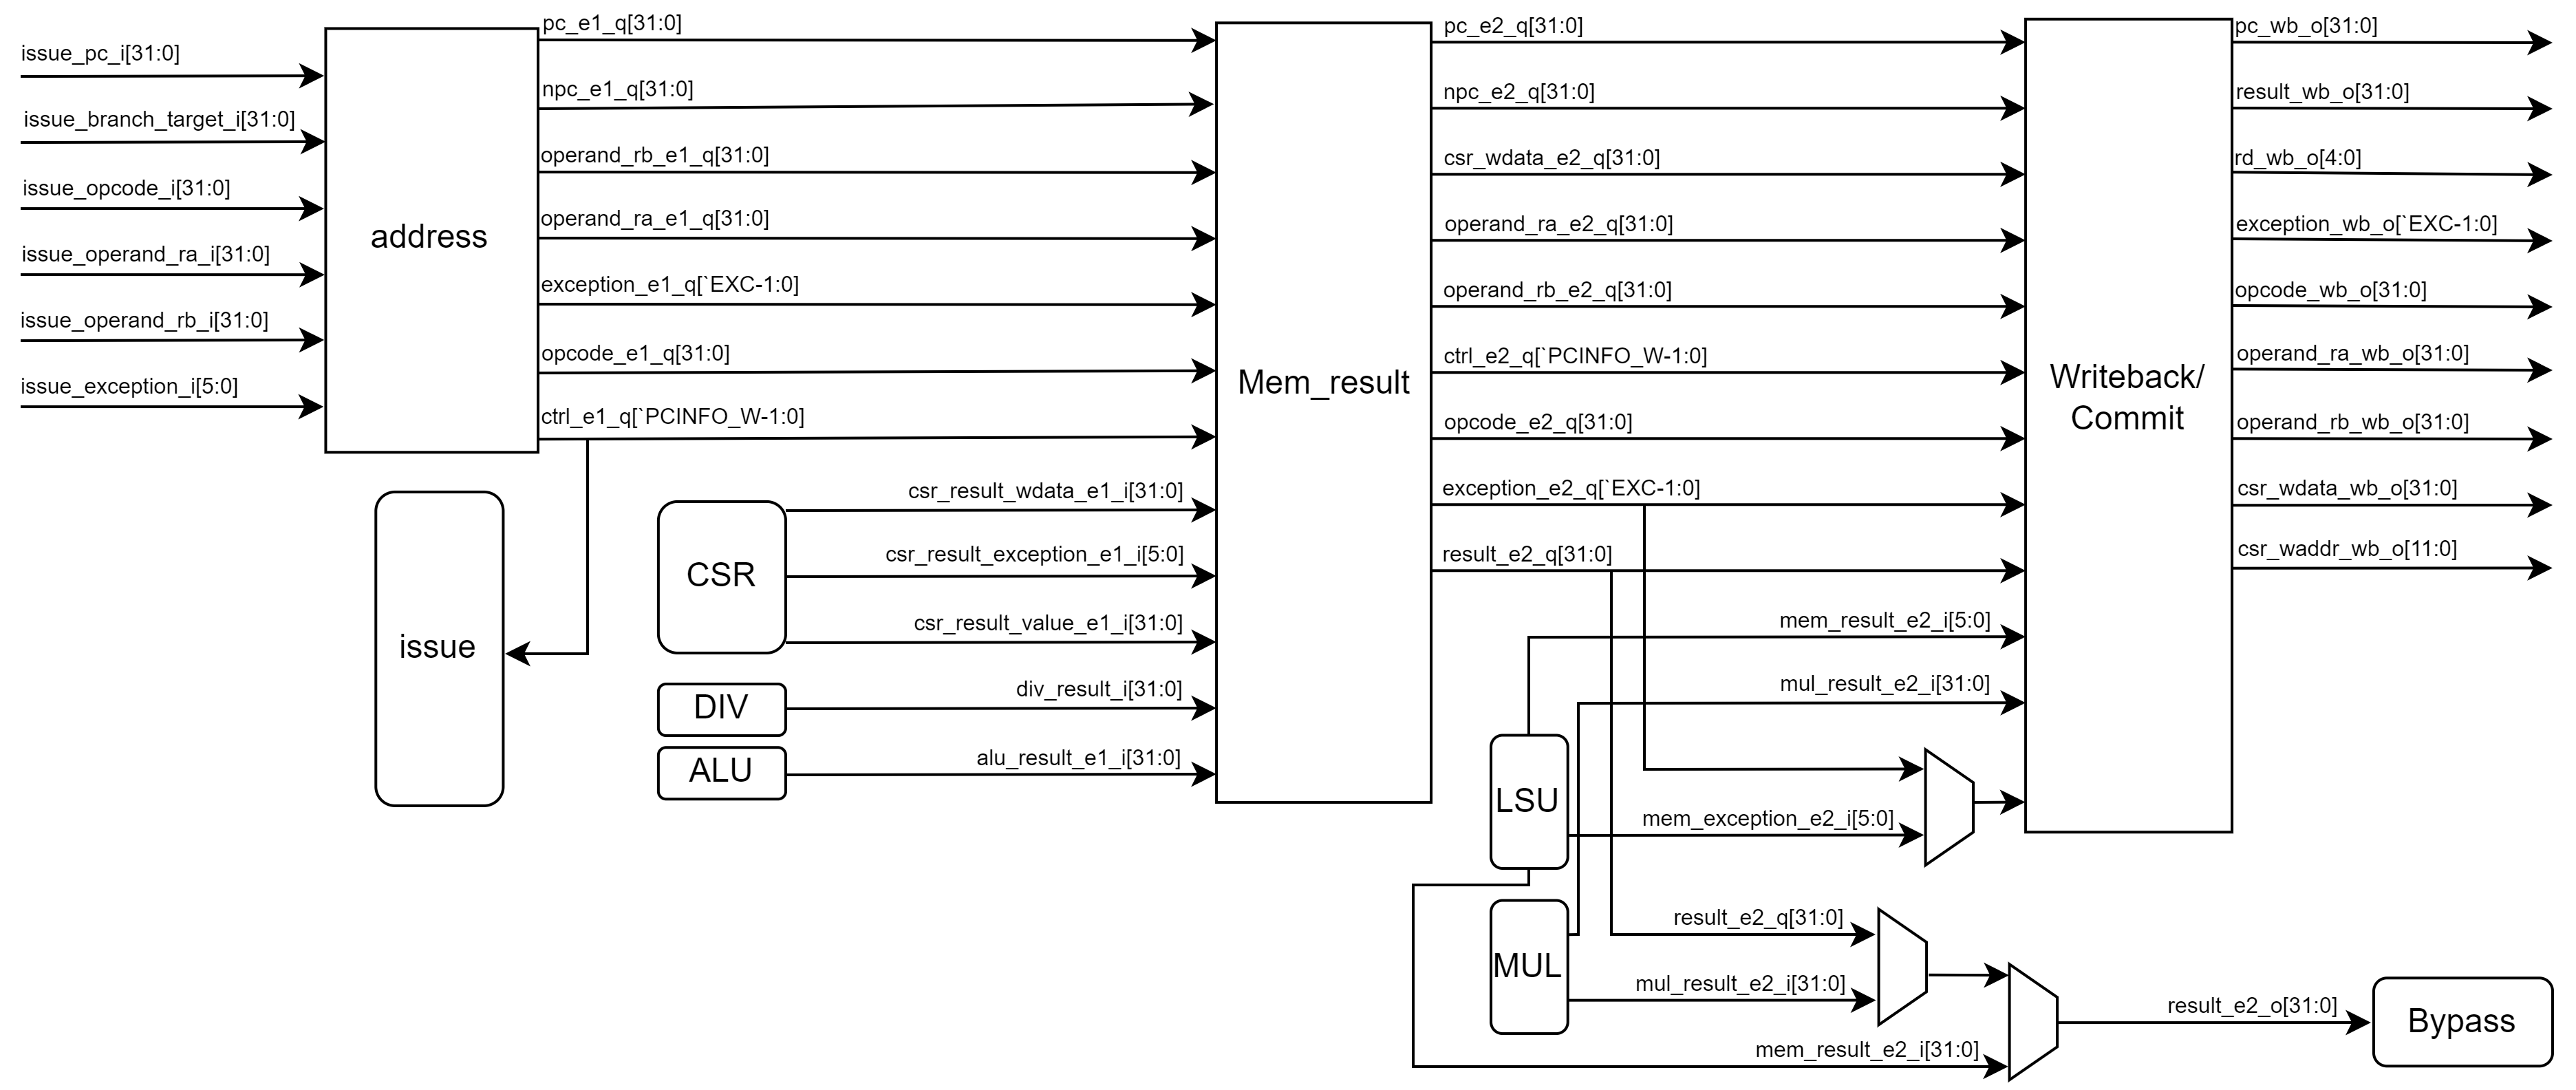 issue_pc_i[31:0]
issue_branch_target_i[31:0]
issue_opcode_i[31:0]
issue_operand_ra_i[31:0]
issue_operand_rb_i[31:0]
issue_exception_i[5:0]
address
pc_e1_q[31:0]
npc_e1_q[31:0]
operand_rb_e1_q[31:0]
operand_ra_e1_q[31:0]
exception_e1_q[`EXC-1:0]
opcode_e1_q[31:0]
ctrl_e1_q[`PCINFO_W-1:0]
issue
CSR
csr_result_wdata_e1_i[31:0]
csr_result_exception_e1_i[5:0]
csr_result_value_e1_i[31:0]
DIV
div_result_i[31:0]
ALU
alu_result_e1_i[31:0]
Mem_result
pc_e2_q[31:0]
npc_e2_q[31:0]
csr_wdata_e2_q[31:0]
operand_ra_e2_q[31:0]
operand_rb_e2_q[31:0]
ctrl_e2_q[`PCINFO_W-1:0]
opcode_e2_q[31:0]
exception_e2_q[`EXC-1:0]
result_e2_q[31:0]
mem_result_e2_i[5:0]
mul_result_e2_i[31:0]
LSU
mem_exception_e2_i[5:0]
MUL
result_e2_q[31:0]
mul_result_e2_i[31:0]
mem_result_e2_i[31:0]
Writeback/
Commit
pc_wb_o[31:0]
result_wb_o[31:0]
rd_wb_o[4:0]
exception_wb_o[`EXC-1:0]
opcode_wb_o[31:0]
operand_ra_wb_o[31:0]
operand_rb_wb_o[31:0]
csr_wdata_wb_o[31:0]
csr_waddr_wb_o[11:0]
result_e2_o[31:0]
Bypass